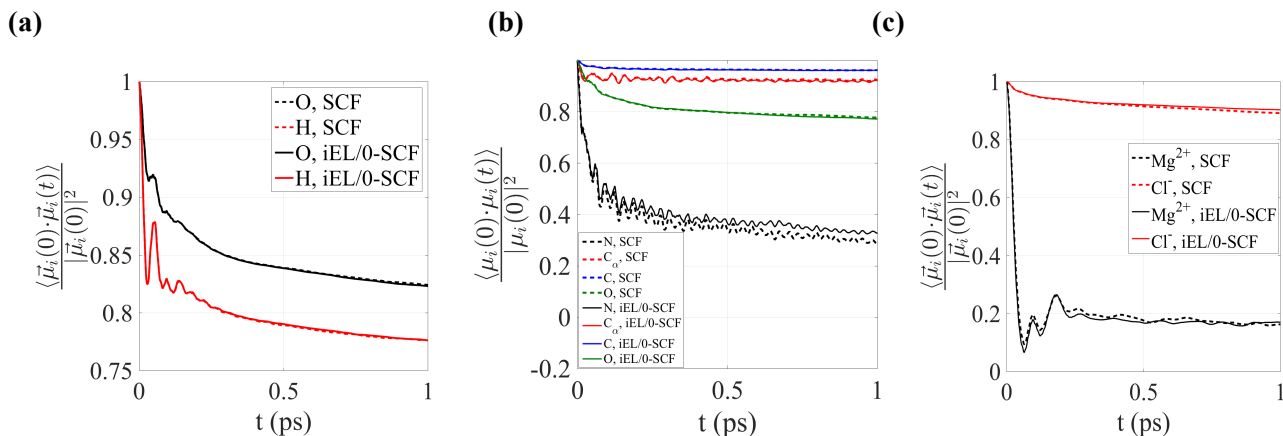 (a)
⟨μ⃗ᵢ(0)·μ⃗ᵢ(t)⟩
|μ⃗ᵢ(0)|²
1
0.95
0.9
0.85
0.8
0.75
O, SCF
H, SCF
O, iEL/0-SCF
H, iEL/0-SCF
0
0.5
1
t (ps)
(b)
⟨μᵢ(0)·μᵢ(t)⟩
|μᵢ(0)|²
0.8
0.6
0.4
0.2
0
-0.2
N, SCF
Cα, SCF
C, SCF
O, SCF
N, iEL/0-SCF
Cα, iEL/0-SCF
C, iEL/0-SCF
O, iEL/0-SCF
0
0.5
1
t (ps)
(c)
⟨μ⃗ᵢ(0)·μ⃗ᵢ(t)⟩
|μ⃗ᵢ(0)|²
1
0.8
0.6
0.4
0.2
0
Mg²⁺, SCF
Cl⁻, SCF
Mg²⁺, iEL/0-SCF
Cl⁻, iEL/0-SCF
0
0.5
1
t (ps)